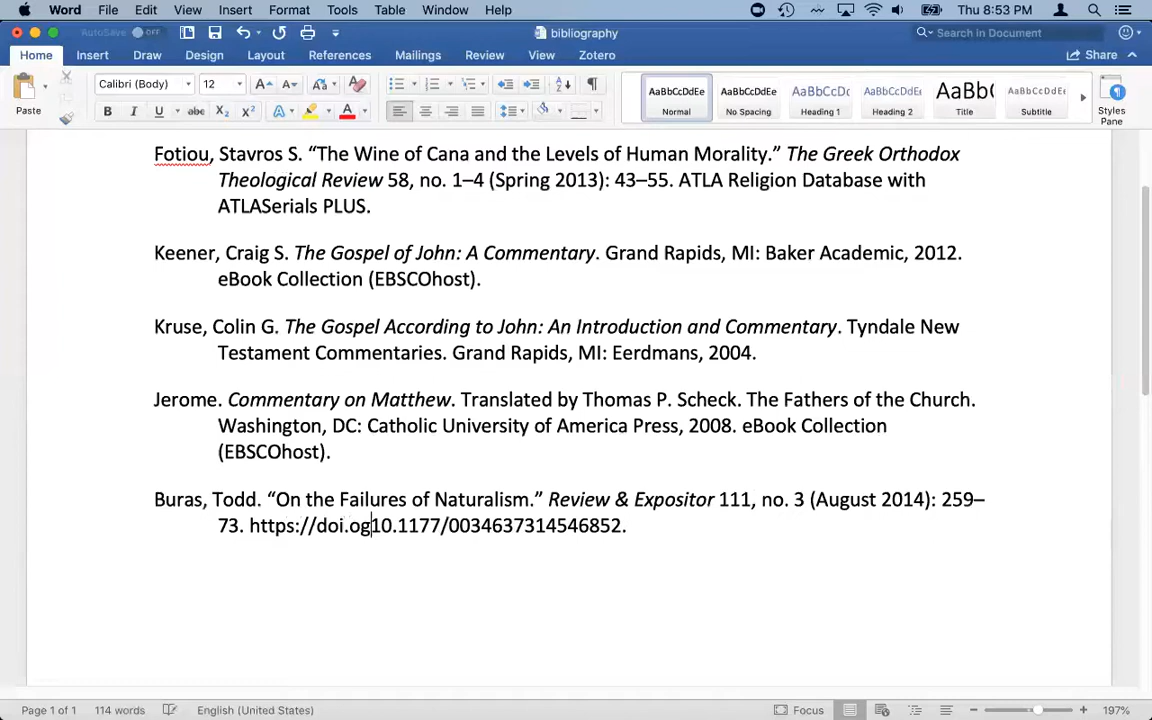 Word File Edit View Insert Format Tools Table Window Help Thu 8:53 PM
AutoSave OFF bibliography Search in Document
Home Insert Draw Design Layout References Mailings Review View Zotero Share
Paste Calibri (Body) 12 AaBbCcDdEe AaBbCcDdEe AaBbCcDc AaBbCcDdEe AaBbC AaBbCcDdEe Styles Pane
Normal No Spacing Heading 1 Heading 2 Title Subtitle
Fotiou, Stavros S. “The Wine of Cana and the Levels of Human Morality.” The Greek Orthodox
Theological Review 58, no. 1–4 (Spring 2013): 43–55. ATLA Religion Database with
ATLASerials PLUS.
Keener, Craig S. The Gospel of John: A Commentary. Grand Rapids, MI: Baker Academic, 2012.
eBook Collection (EBSCOhost).
Kruse, Colin G. The Gospel According to John: An Introduction and Commentary. Tyndale New
Testament Commentaries. Grand Rapids, MI: Eerdmans, 2004.
Jerome. Commentary on Matthew. Translated by Thomas P. Scheck. The Fathers of the Church.
Washington, DC: Catholic University of America Press, 2008. eBook Collection
(EBSCOhost).
Buras, Todd. “On the Failures of Naturalism.” Review & Expositor 111, no. 3 (August 2014): 259–
73. https://doi.og10.1177/0034637314546852.
Page 1 of 1 114 words English (United States) Focus 197%